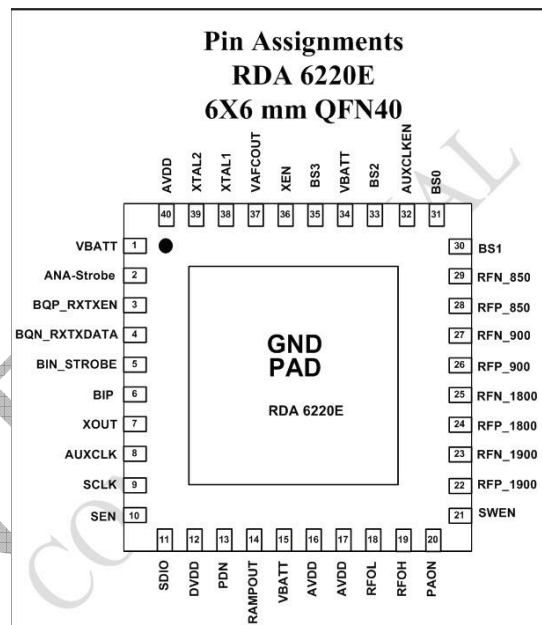 Pin Assignments
RDA 6220E
6X6 mm QFN40
AVDD
XTAL2
XTAL1
VAFCOUT
XEN
BS3
VBATT
BS2
AUXCLKEN
BS0
40 39 38 37 36 35 34 33 32 31
VBATT 1
ANA-Strobe 2
BQP_RXTXEN 3
BQN_RXTXDATA 4
BIN_STROBE 5
BIP 6
XOUT 7
AUXCLK 8
SCLK 9
SEN 10
GND
PAD
RDA 6220E
30 BS1
29 RFN_850
28 RFP_850
27 RFN_900
26 RFP_900
25 RFN_1800
24 RFP_1800
23 RFN_1900
22 RFP_1900
21 SWEN
11 12 13 14 15 16 17 18 19 20
SDIO
DVDD
PDN
RAMPOUT
VBATT
AVDD
AVDD
RFOL
RFOH
PAON